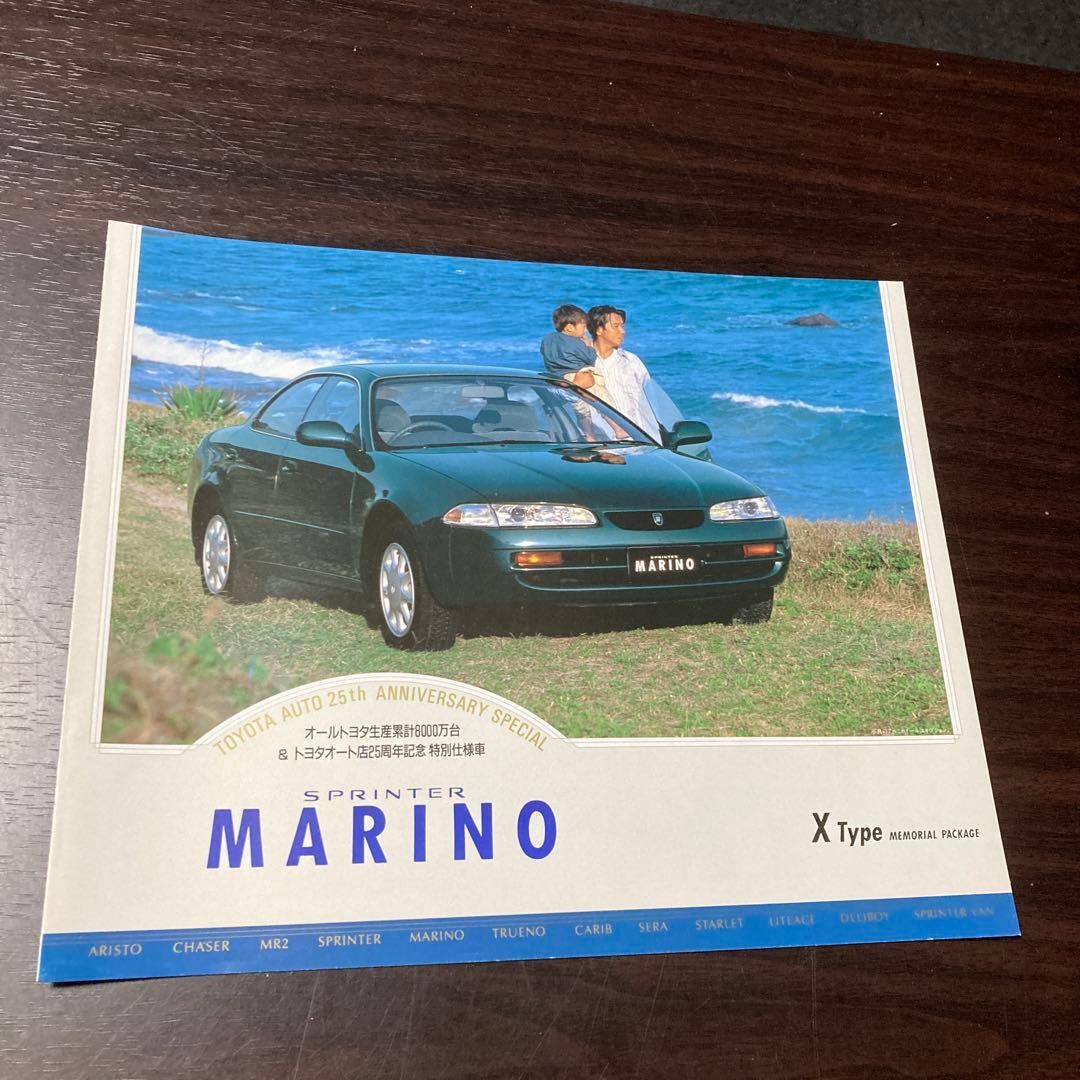 SPRINTER
MARINO
TOYOTA AUTO 25th ANNIVERSARY SPECIAL
オールトヨタ生産累計8000万台
& トヨタオート店25周年記念 特別仕様車
SPRINTER
MARINO
X Type MEMORIAL PACKAGE
ARISTO CHASER MR2 SPRINTER MARINO TRUENO CARIB SERA STARLET LITEACE DELIBOY SPRINTER VAN